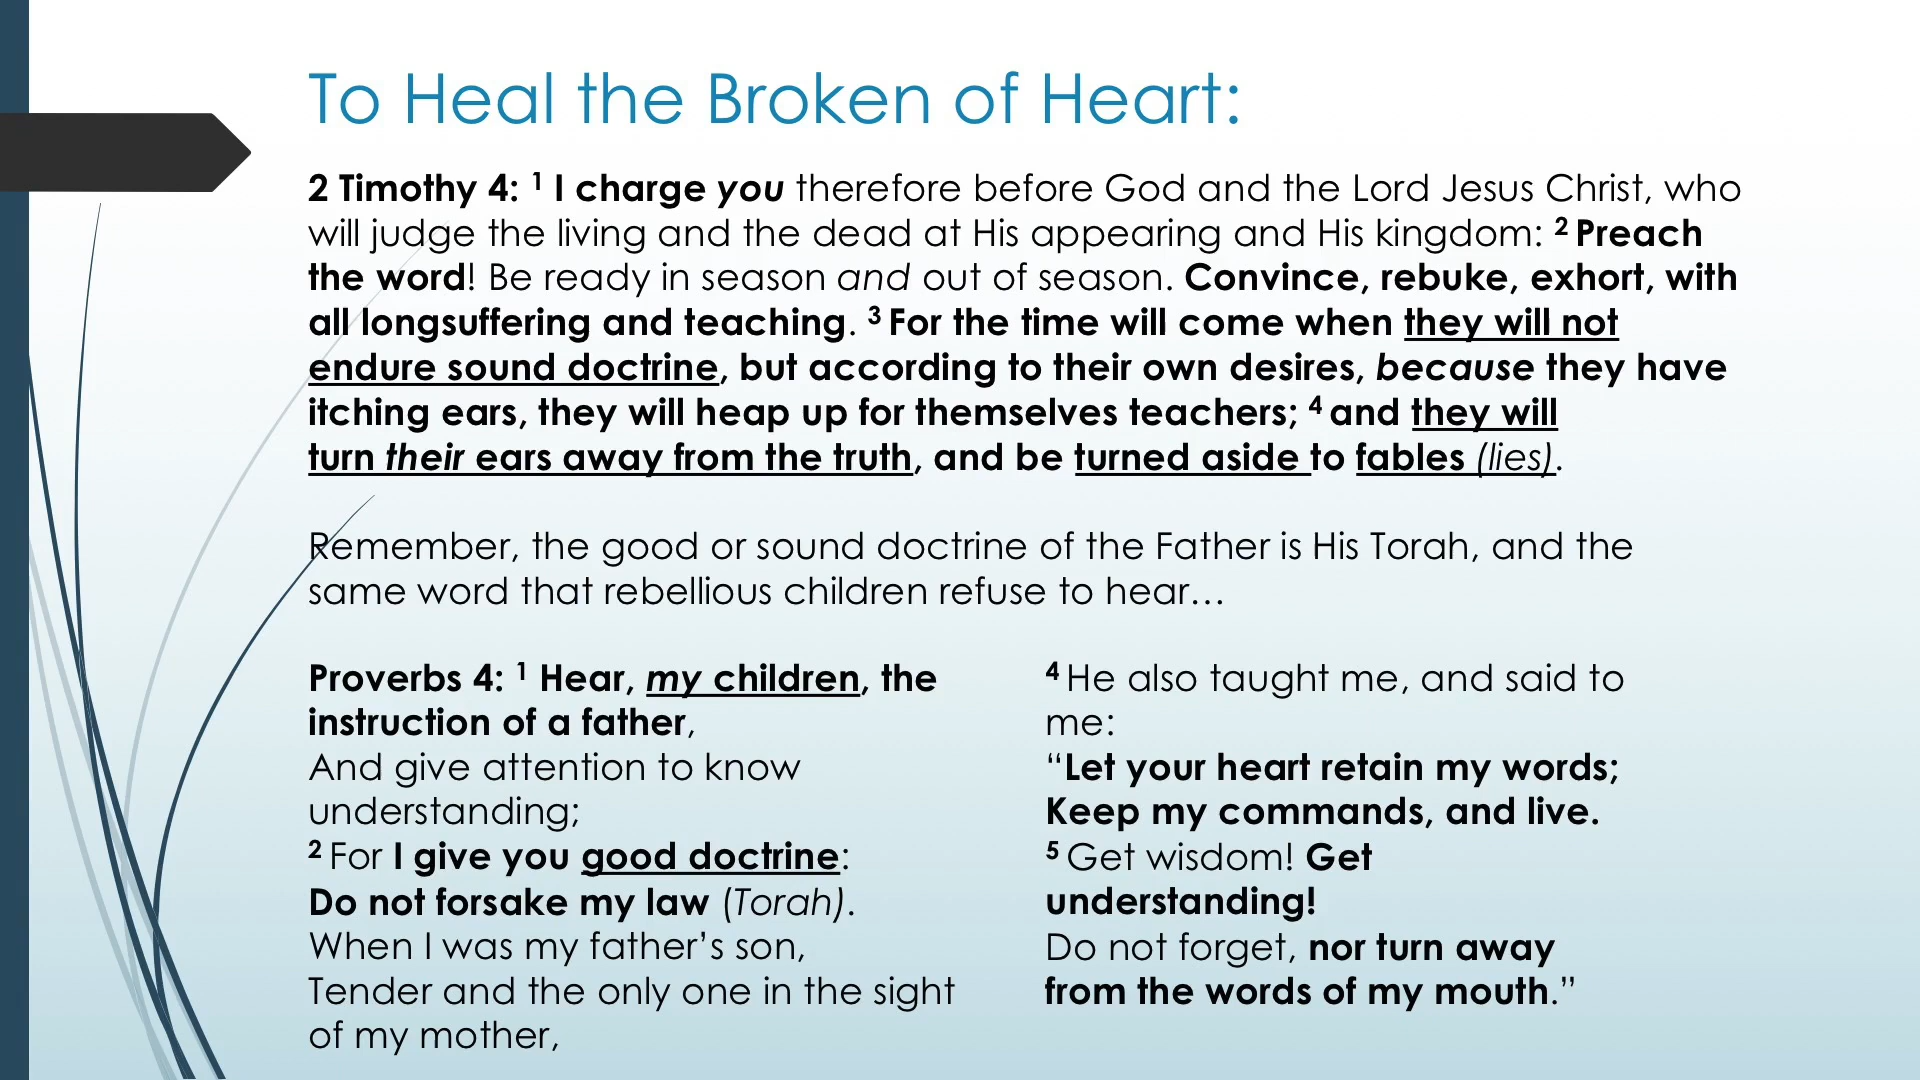 To Heal the Broken of Heart:
2 Timothy 4: 1 I charge you therefore before God and the Lord Jesus Christ, who
will judge the living and the dead at His appearing and His kingdom: 2 Preach
the word! Be ready in season and out of season. Convince, rebuke, exhort, with
all longsuffering and teaching. 3 For the time will come when they will not
endure sound doctrine, but according to their own desires, because they have
itching ears, they will heap up for themselves teachers; 4 and they will
turn their ears away from the truth, and be turned aside to fables (lies).
Remember, the good or sound doctrine of the Father is His Torah, and the
same word that rebellious children refuse to hear…
Proverbs 4: 1 Hear, my children, the
instruction of a father,
And give attention to know
understanding;
2 For I give you good doctrine:
Do not forsake my law (Torah).
When I was my father’s son,
Tender and the only one in the sight
of my mother,
4 He also taught me, and said to
me:
“Let your heart retain my words;
Keep my commands, and live.
5 Get wisdom! Get
understanding!
Do not forget, nor turn away
from the words of my mouth.”